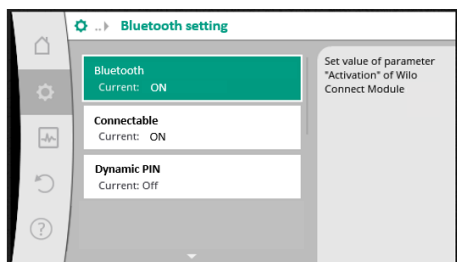 ..▸ Bluetooth setting
Bluetooth
Current: ON
Connectable
Current: ON
Dynamic PIN
Current: Off
Set value of parameter
"Activation" of Wilo
Connect Module
?